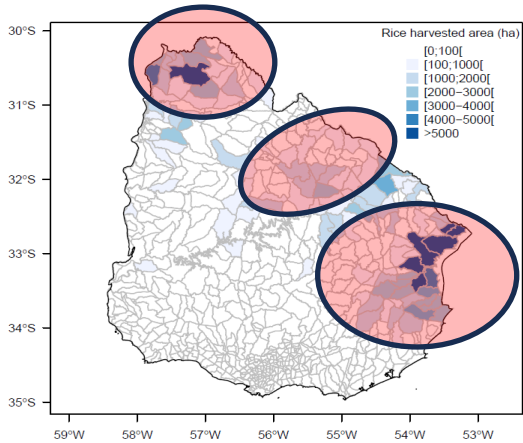 Rice harvested area (ha)
[0;100[
[100;1000[
[1000;2000[
[2000−3000[
[3000−4000[
[4000−5000[
>5000
30°S
31°S
32°S
33°S
34°S
35°S
59°W 58°W 57°W 56°W 55°W 54°W 53°W